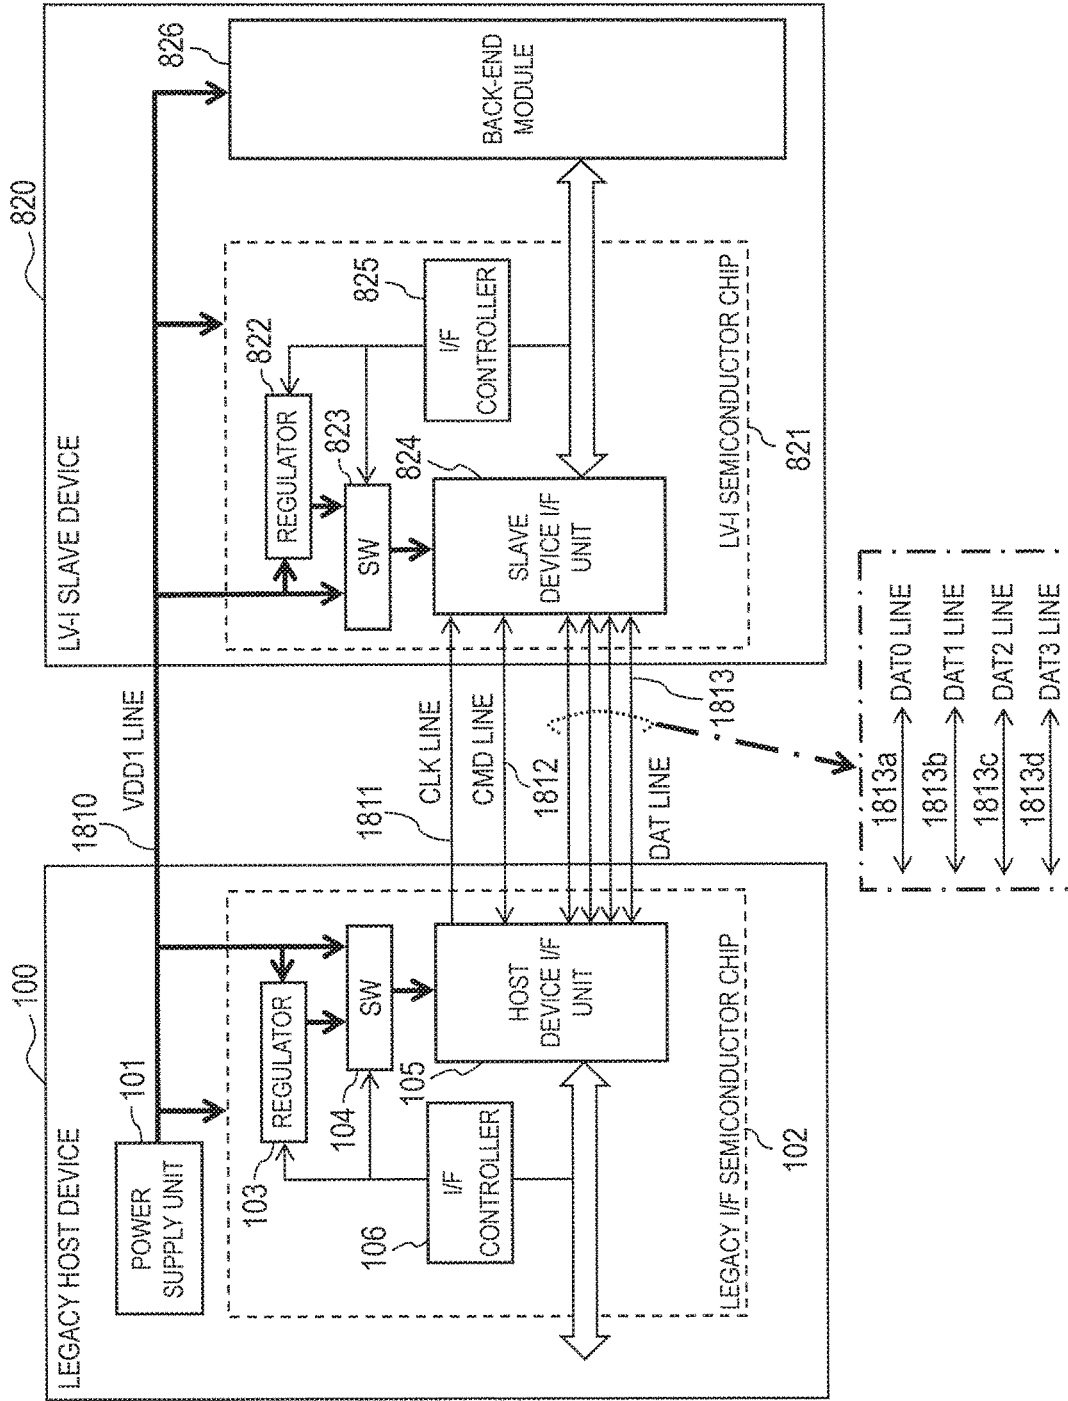 LEGACY HOST DEVICE
100
POWER
SUPPLY UNIT
101
103
REGULATOR
104
SW
105
HOST
DEVICE I/F
UNIT
106
I/F
CONTROLLER
LEGACY I/F SEMICONDUCTOR CHIP
102
1810
VDD1 LINE
1811
CLK LINE
CMD LINE
1812
DAT LINE
1813
LV-I SLAVE DEVICE
820
822
REGULATOR
823
SW
824
SLAVE
DEVICE I/F
UNIT
825
I/F
CONTROLLER
LV-I SEMICONDUCTOR CHIP
821
826
BACK-END
MODULE
1813a
DAT0 LINE
1813b
DAT1 LINE
1813c
DAT2 LINE
1813d
DAT3 LINE